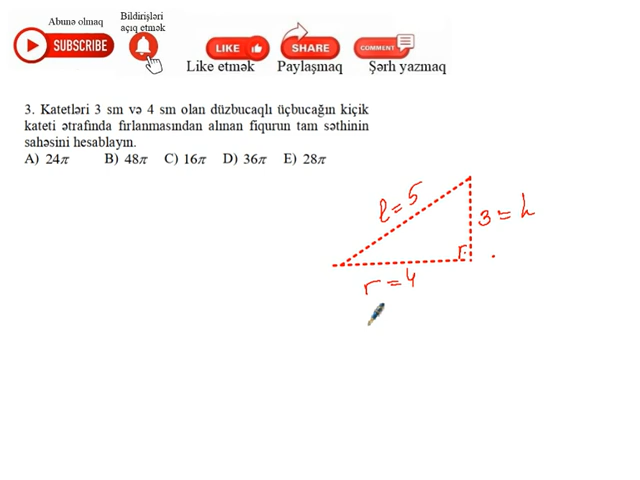 Abunə olmaq
Bildirişləri
açıq etmək
SUBSCRIBE
LIKE
SHARE
COMMENT
Like etmək Paylaşmaq Şərh yazmaq
3. Katetləri 3 sm və 4 sm olan düzbucaqlı üçbucağın kiçik
kateti ətrafında fırlanmasından alınan fiqurun tam səthinin
sahəsini hesablayın.
A) 24π B) 48π C) 16π D) 36π E) 28π
l = 5
3 = h
r = 4